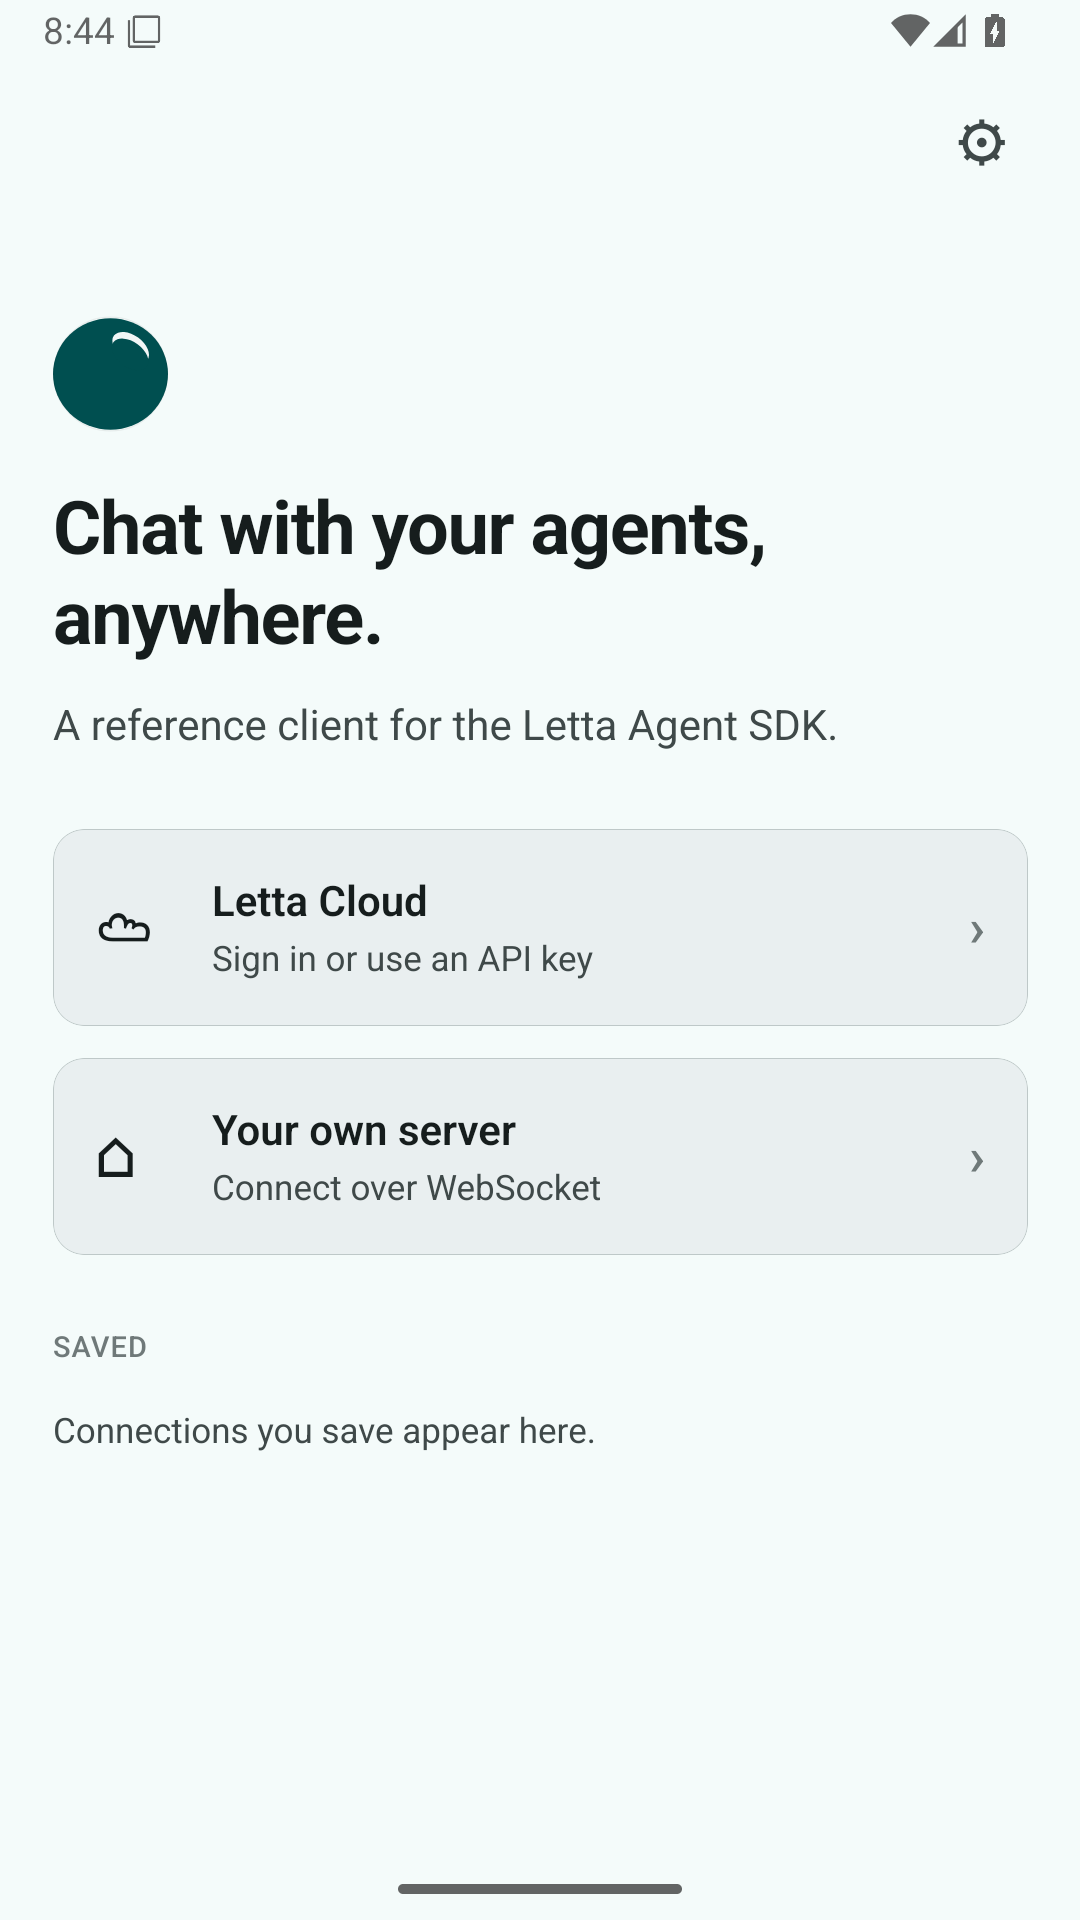 8:44
Chat with your agents,
anywhere.
A reference client for the Letta Agent SDK.
Letta Cloud
Sign in or use an API key
Your own server
Connect over WebSocket
SAVED
Connections you save appear here.